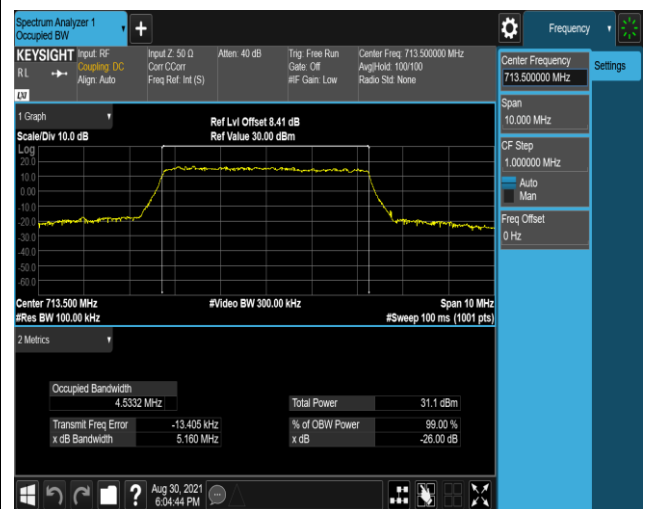 Spectrum Analyzer 1
Occupied BW
Frequency
KEYSIGHT
RL
LXI
Input: RF
Coupling: DC
Align: Auto
Input Z: 50 Ω
Corr CCorr
Freq Ref: Int (S)
Atten: 40 dB
Trig: Free Run
Gate: Off
#IF Gain: Low
Center Freq: 713.500000 MHz
Avg|Hold: 100/100
Radio Std: None
Center Frequency
713.500000 MHz
Settings
Span
10.000 MHz
CF Step
1.000000 MHz
Auto
Man
Freq Offset
0 Hz
1 Graph
Scale/Div 10.0 dB
Ref Lvl Offset 8.41 dB
Ref Value 30.00 dBm
Log
20.0
10.0
0.00
-10.0
-20.0
-30.0
-40.0
-50.0
-60.0
Center 713.500 MHz
#Video BW 300.00 kHz
Span 10 MHz
#Res BW 100.00 kHz
#Sweep 100 ms (1001 pts)
2 Metrics
Occupied Bandwidth
4.5332 MHz
Total Power 31.1 dBm
Transmit Freq Error -13.405 kHz
% of OBW Power 99.00 %
x dB Bandwidth 5.160 MHz
x dB -26.00 dB
?
Aug 30, 2021
6:04:44 PM